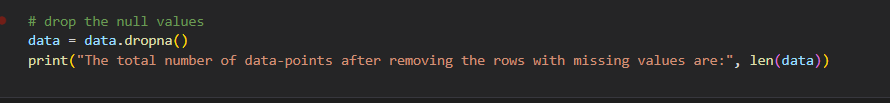 # drop the null values
data = data.dropna()
print("The total number of data-points after removing the rows with missing values are:", len(data))